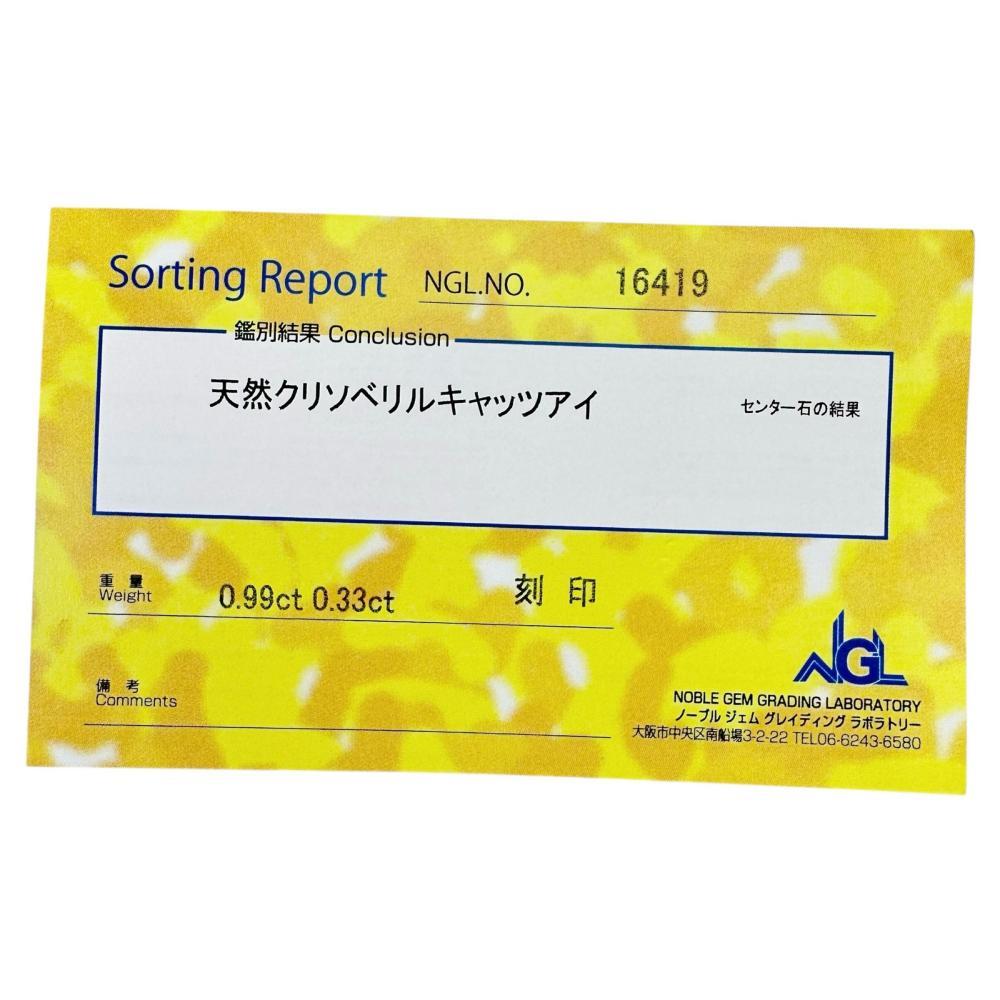 Sorting Report NGL.NO. 16419
鑑別結果 Conclusion
天然クリソベリルキャッツアイ センター石の結果
重量
Weight 0.99ct 0.33ct 刻印
備考
Comments
NGL
NOBLE GEM GRADING LABORATORY
ノーブル ジェム グレイディング ラボラトリー
大阪市中央区南船場3-2-22 TEL06-6243-6580